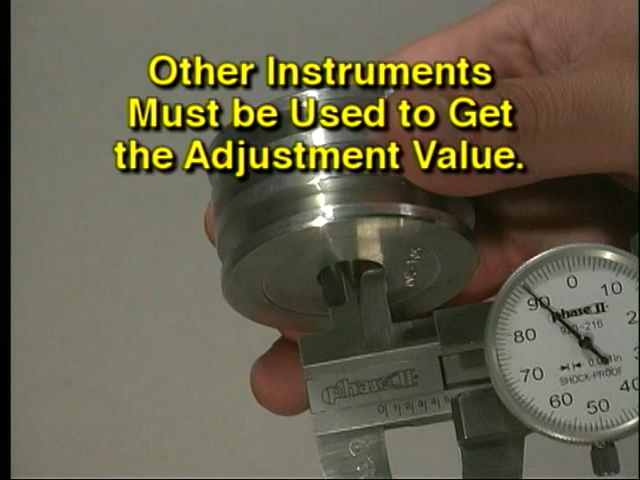 Other Instruments
Must be Used to Get
the Adjustment Value.
0
10
90
Phase II
80
SHOCK-PROOF
70
60
50
40
Phase II